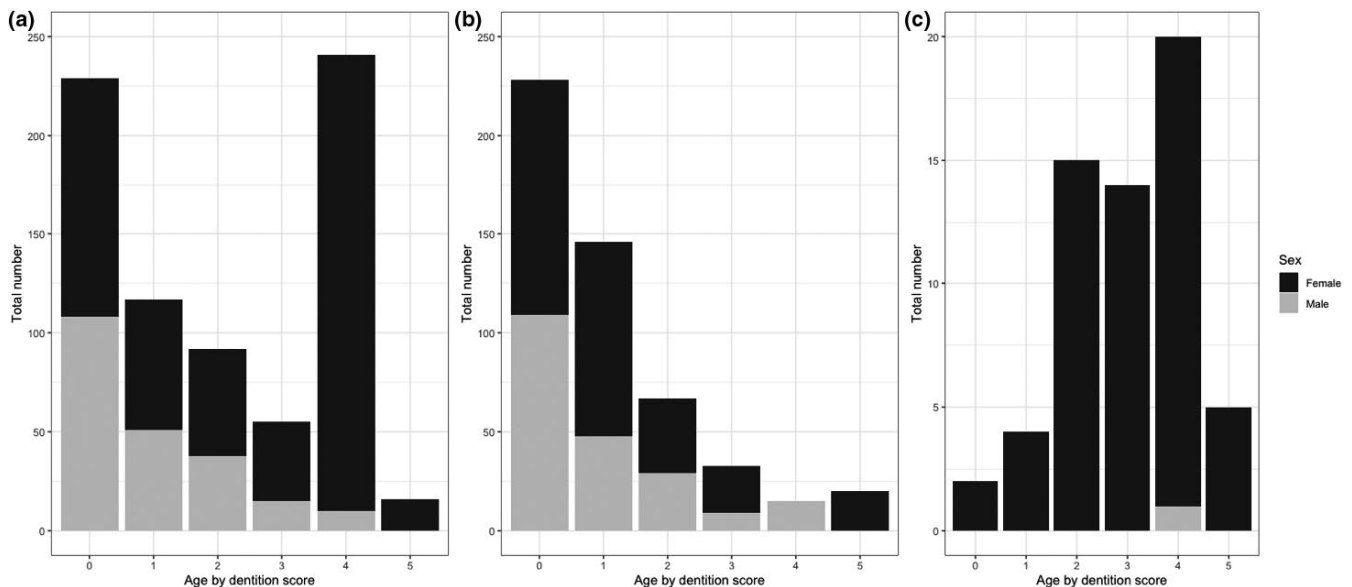 (a)
250
200
150
100
50
0
Total number
0 1 2 3 4 5
Age by dentition score
(b)
250
200
150
100
50
0
Total number
0 1 2 3 4 5
Age by dentition score
(c)
20
15
10
5
0
Total number
0 1 2 3 4 5
Age by dentition score
Sex
Female
Male